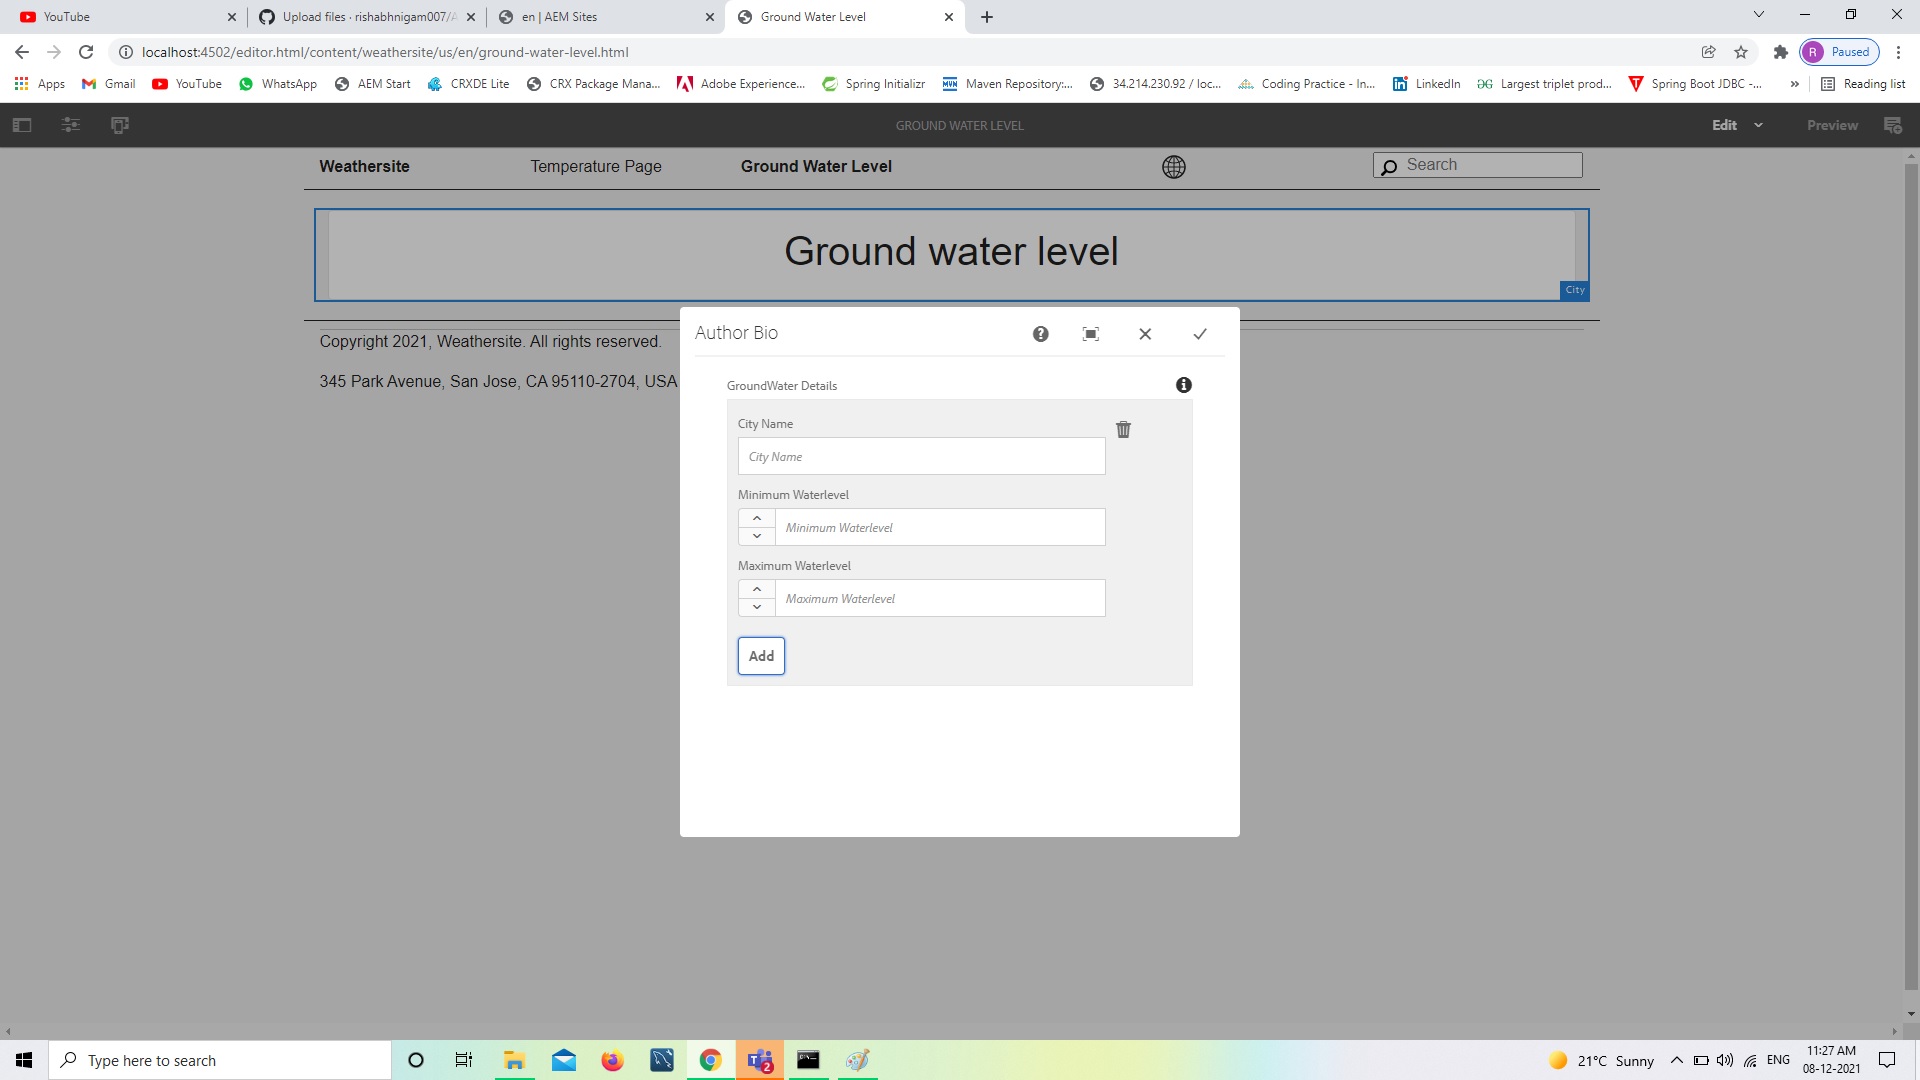 YouTube
Upload files · rishabhnigam007/A
en | AEM Sites
Ground Water Level
localhost:4502/editor.html/content/weathersite/us/en/ground-water-level.html
R Paused
Apps
Gmail
YouTube
WhatsApp
AEM Start
CRXDE Lite
CRX Package Mana...
Adobe Experience...
Spring Initializr
MVN
Maven Repository:...
34.214.230.92 / loc...
Coding Practice - In...
LinkedIn
Largest triplet prod...
Spring Boot JDBC -...
»
Reading list
GROUND WATER LEVEL
Edit
Preview
Weathersite
Temperature Page
Ground Water Level
Search
Ground water level
City
Copyright 2021, Weathersite. All rights reserved.
345 Park Avenue, San Jose, CA 95110-2704, USA
Author Bio
GroundWater Details
City Name
City Name
Minimum Waterlevel
Minimum Waterlevel
Maximum Waterlevel
Maximum Waterlevel
Add
Type here to search
2
21°C Sunny
ENG
11:27 AM
08-12-2021